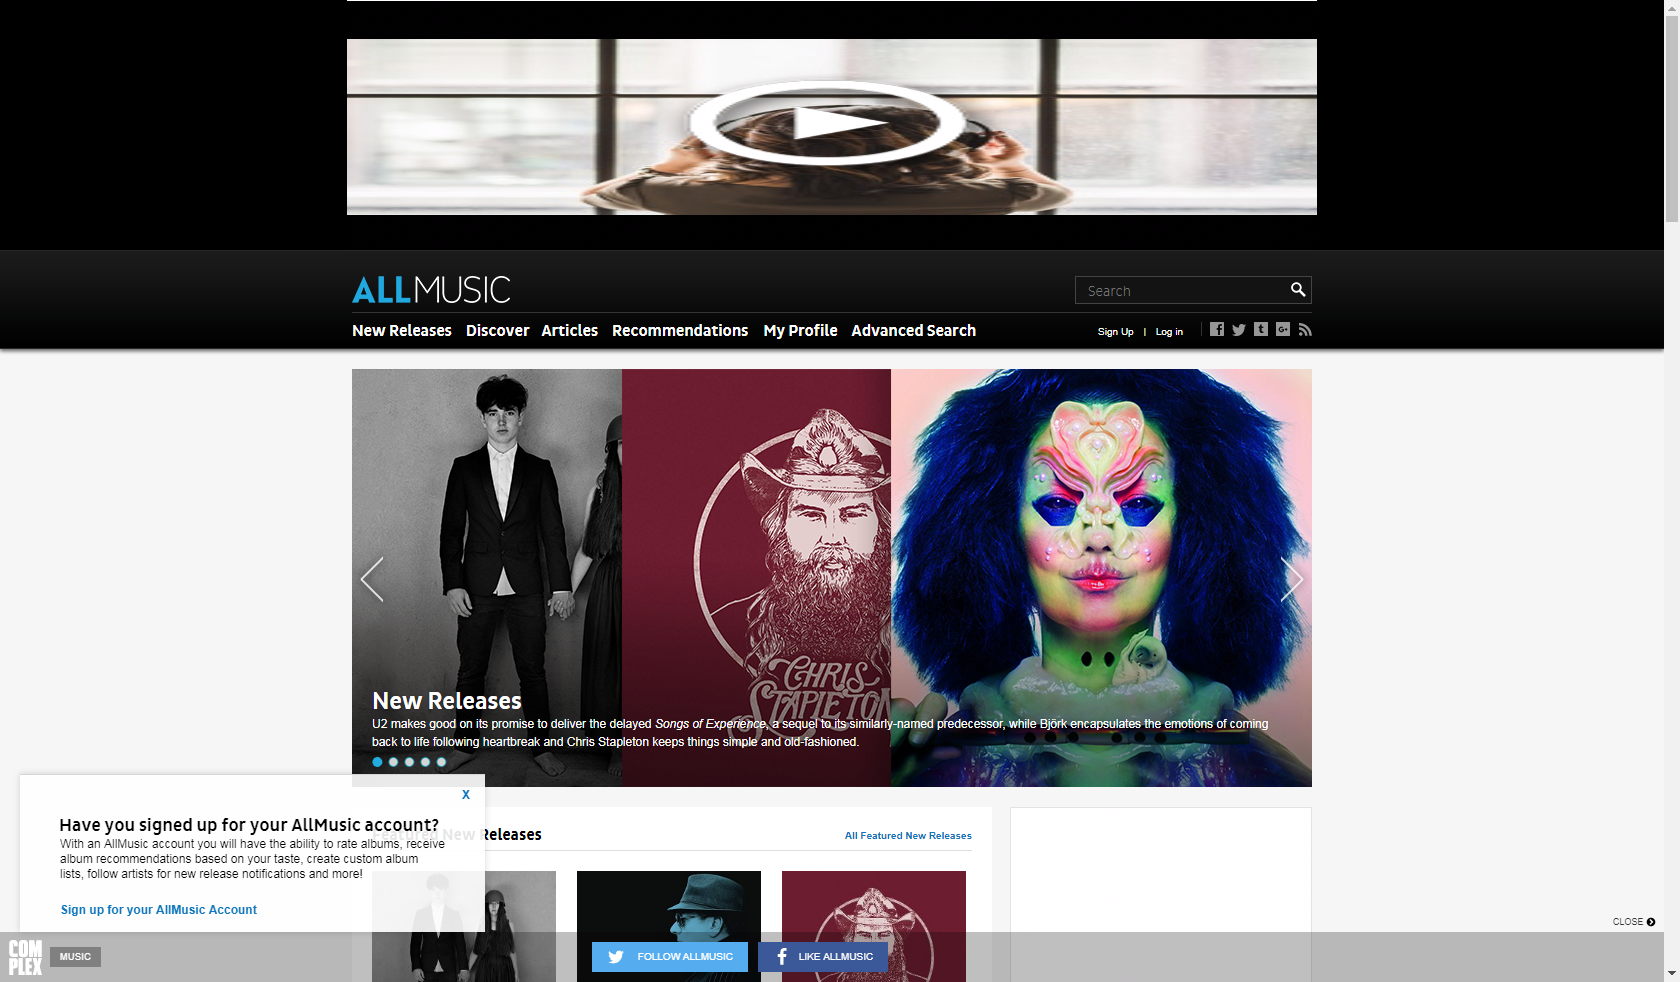 ALLMUSIC
Search
New Releases Discover Articles Recommendations My Profile Advanced Search
Sign Up | Log in
CHRIS
STAPLETON
New Releases
U2 makes good on its promise to deliver the delayed Songs of Experience, a sequel to its similarly-named predecessor, while Björk encapsulates the emotions of coming
back to life following heartbreak and Chris Stapleton keeps things simple and old-fashioned.
X
Have you signed up for your AllMusic account?
With an AllMusic account you will have the ability to rate albums, receive
album recommendations based on your taste, create custom album
lists, follow artists for new release notifications and more!
Sign up for your AllMusic Account
Featured New Releases
All Featured New Releases
CLOSE
COM
PLEX
MUSIC
FOLLOW ALLMUSIC
LIKE ALLMUSIC